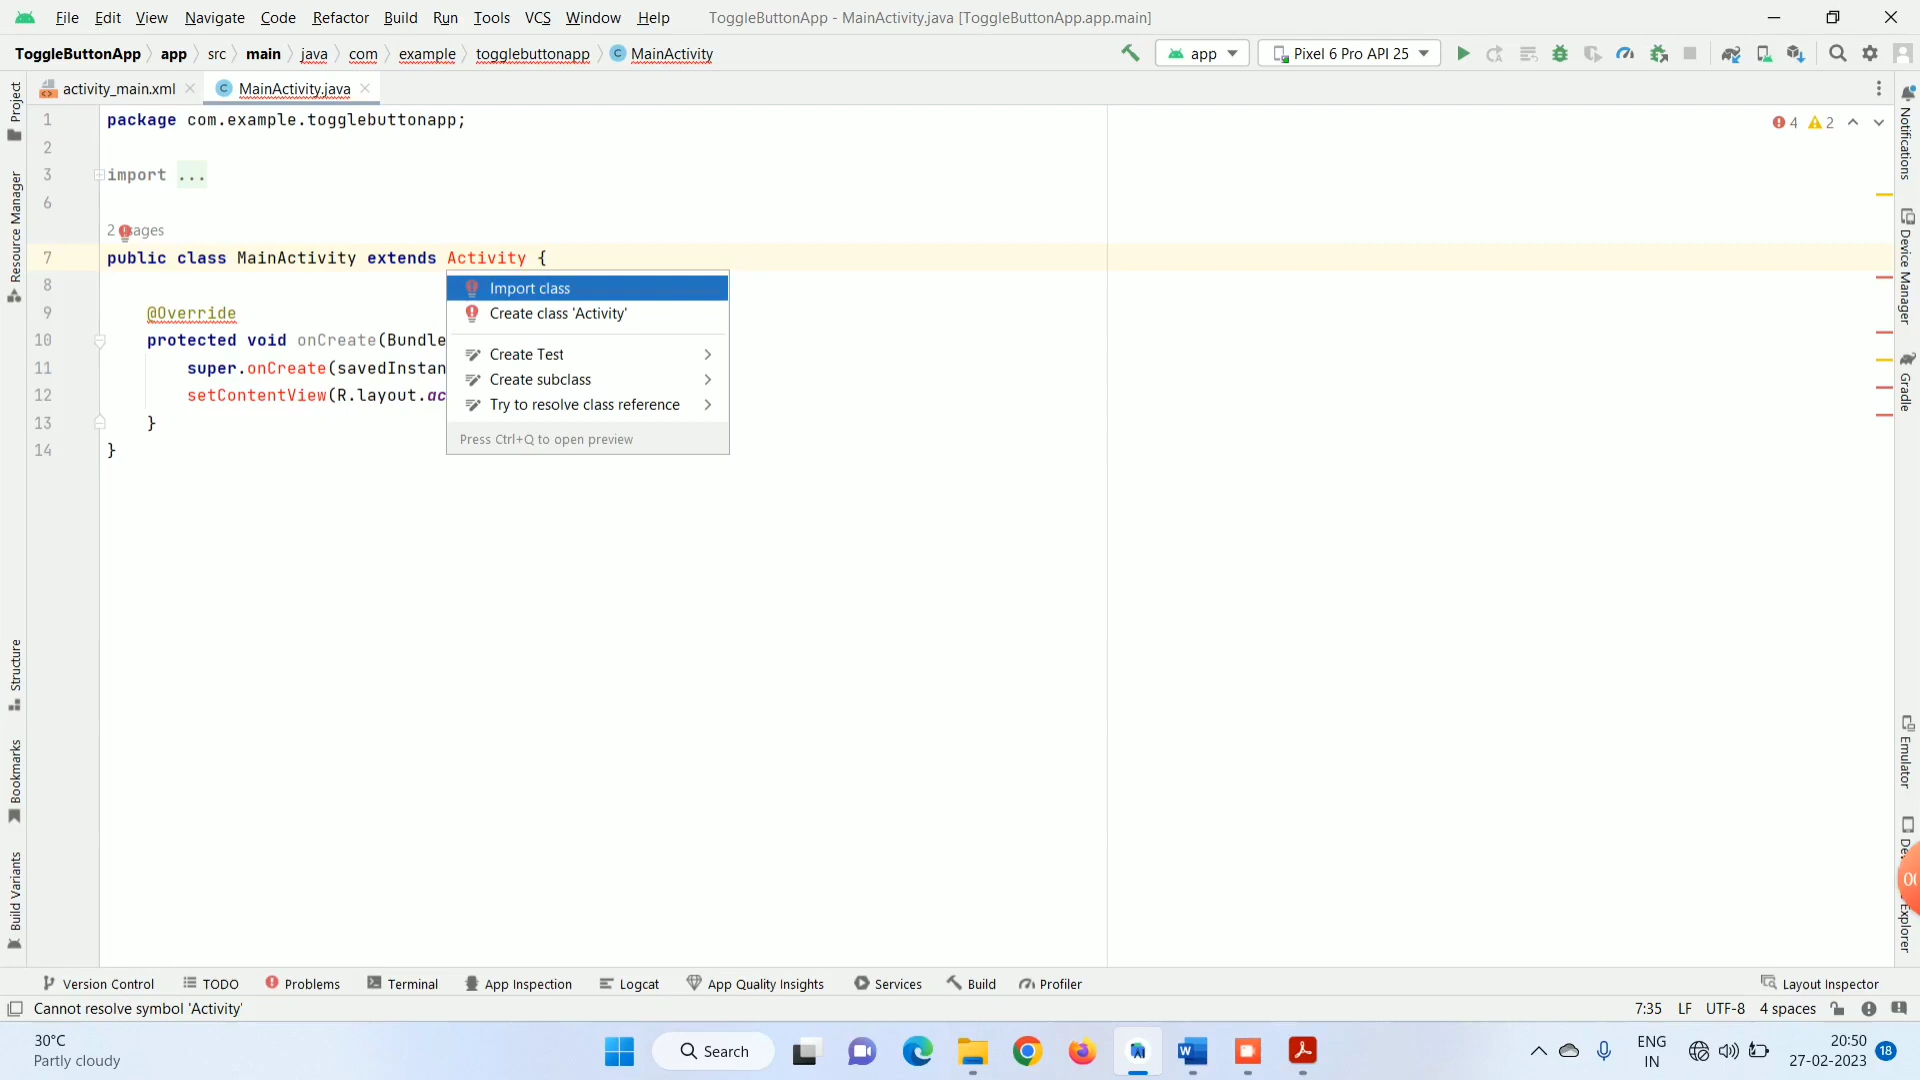 File Edit View Navigate Code Refactor Build Run Tools VCS Window Help ToggleButtonApp - MainActivity.java [ToggleButtonApp.app.main]
ToggleButtonApp app src main java com example togglebuttonapp C MainActivity app Pixel 6 Pro API 25
activity_main.xml C MainActivity.java
1 package com.example.togglebuttonapp; 4 2
2
3 import ...
6
2 usages
7 public class MainActivity extends Activity {
8
9 @Override
10 protected void onCreate(Bundle
11 super.onCreate(savedInstan
12 setContentView(R.layout.ac
13 }
14 }
Import class
Create class 'Activity'
Create Test
Create subclass
Try to resolve class reference
Press Ctrl+Q to open preview
Project
Resource Manager
Structure
Bookmarks
Build Variants
Notifications
Device Manager
Gradle
Emulator
Explorer
Version Control TODO Problems Terminal App Inspection Logcat App Quality Insights Services Build Profiler Layout Inspector
Cannot resolve symbol 'Activity' 7:35 LF UTF-8 4 spaces
30°C
Partly cloudy
Search
ENG
IN
20:50
27-02-2023
18